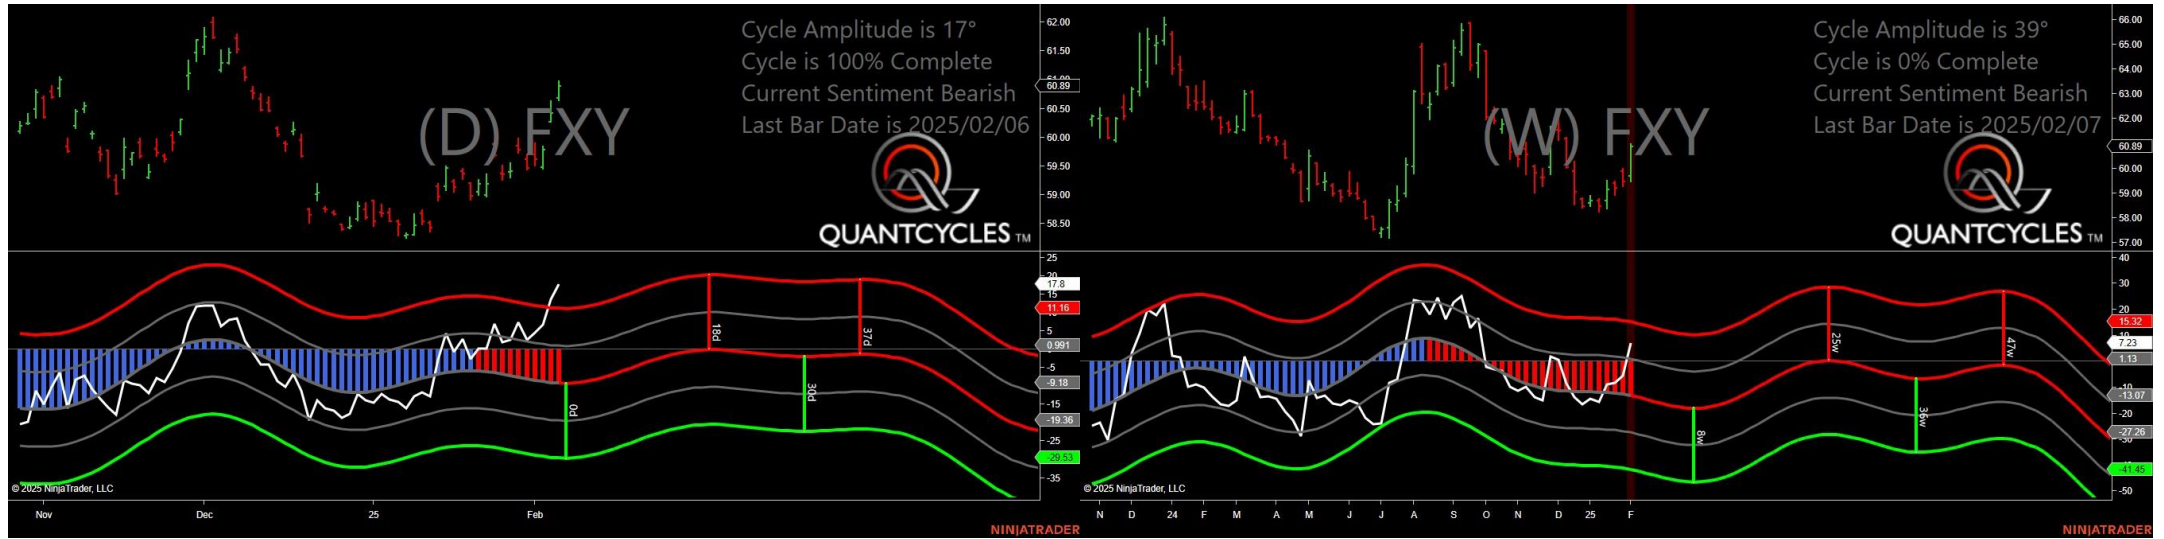 Cycle Amplitude is 17°
Cycle is 100% Complete
Current Sentiment Bearish
Last Bar Date is 2025/02/06
(D) FXY
QUANTCYCLES TM
62.00
61.50
61.00
60.89
60.50
60.00
59.50
59.00
58.50
25
20
17.8
15
11.16
5
0.991
-5
-9.18
-15
-19.36
-25
-29.53
-35
18d
37d
0d
30d
© 2025 NinjaTrader, LLC
Nov
Dec
25
Feb
NINJATRADER
Cycle Amplitude is 39°
Cycle is 0% Complete
Current Sentiment Bearish
Last Bar Date is 2025/02/07
(W) FXY
QUANTCYCLES TM
66.00
65.00
64.00
63.00
62.00
60.89
60.00
59.00
58.00
57.00
40
30
20
15.32
7.23
1.13
-10
-13.07
-20
-27.26
-30
-41.45
-50
25w
47w
8w
36w
© 2025 NinjaTrader, LLC
N D 24 F M A M J J A S O N D 25 F
NINJATRADER